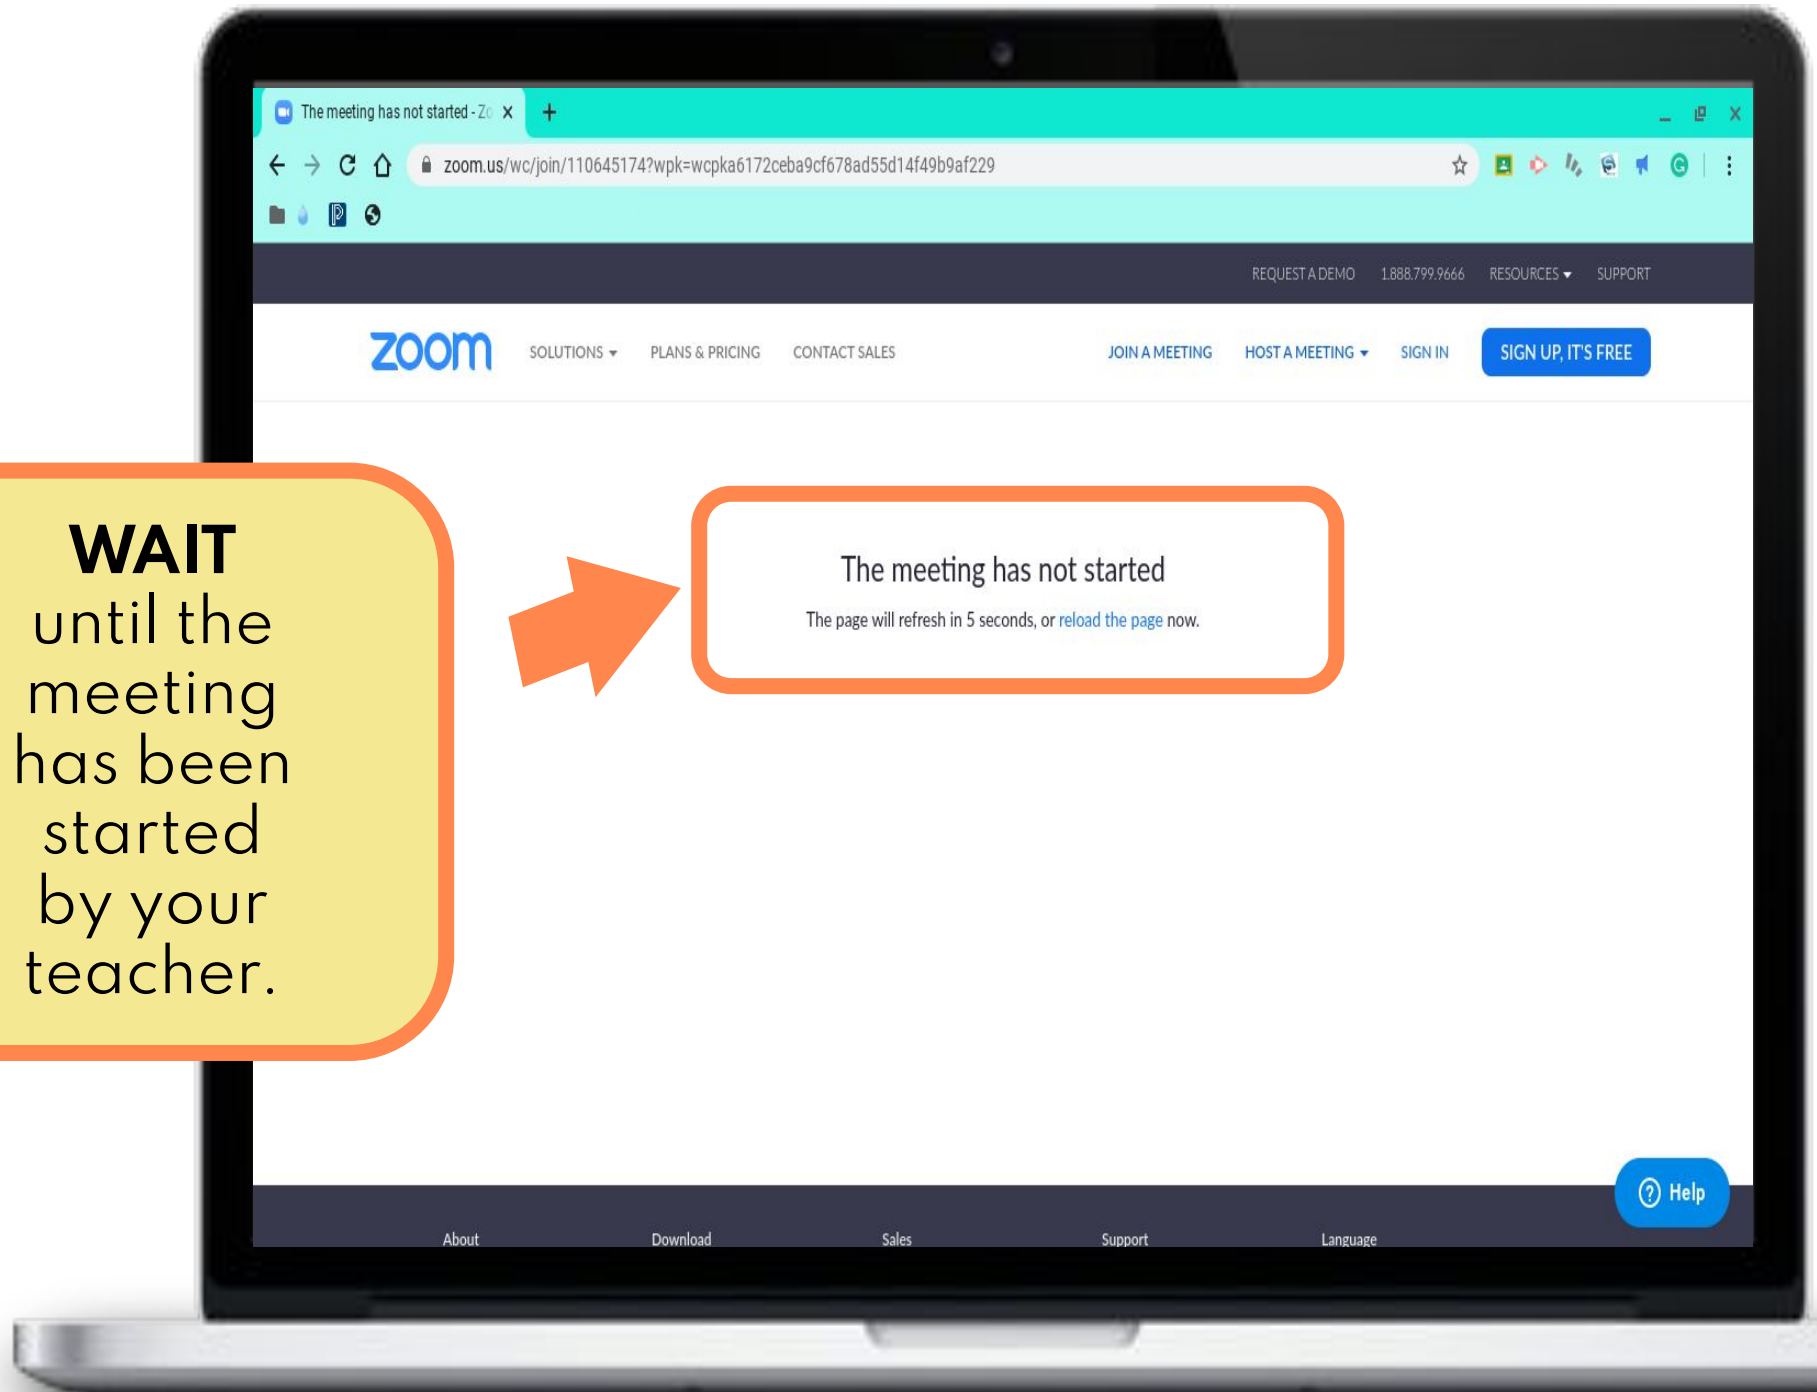 The meeting has not started - Zo
zoom.us/wc/join/110645174?wpk=wcpka6172ceba9cf678ad55d14f49b9af229
REQUEST A DEMO 1.888.799.9666 RESOURCES SUPPORT
zoom SOLUTIONS PLANS & PRICING CONTACT SALES JOIN A MEETING HOST A MEETING SIGN IN SIGN UP, IT'S FREE
WAIT
until the
meeting
has been
started
by your
teacher.
The meeting has not started
The page will refresh in 5 seconds, or reload the page now.
Help
About Download Sales Support Language